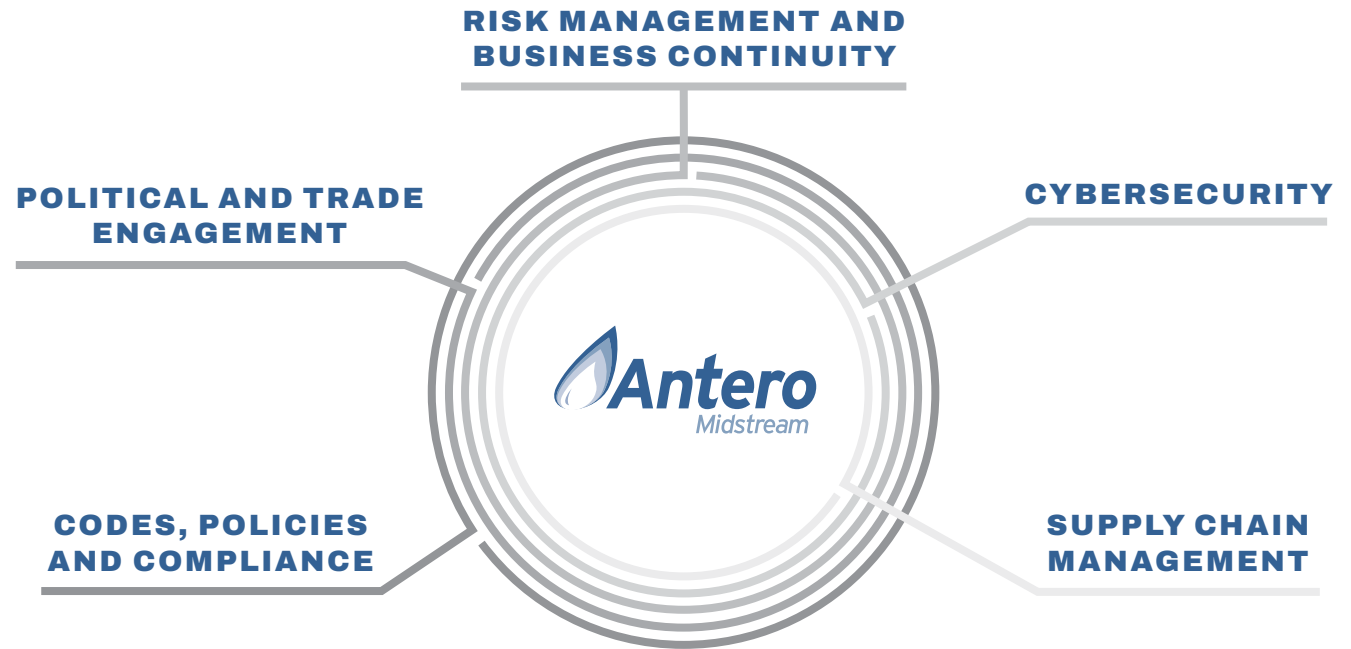 RISK MANAGEMENT AND
BUSINESS CONTINUITY
POLITICAL AND TRADE
ENGAGEMENT
CYBERSECURITY
Antero
Midstream
CODES, POLICIES
AND COMPLIANCE
SUPPLY CHAIN
MANAGEMENT